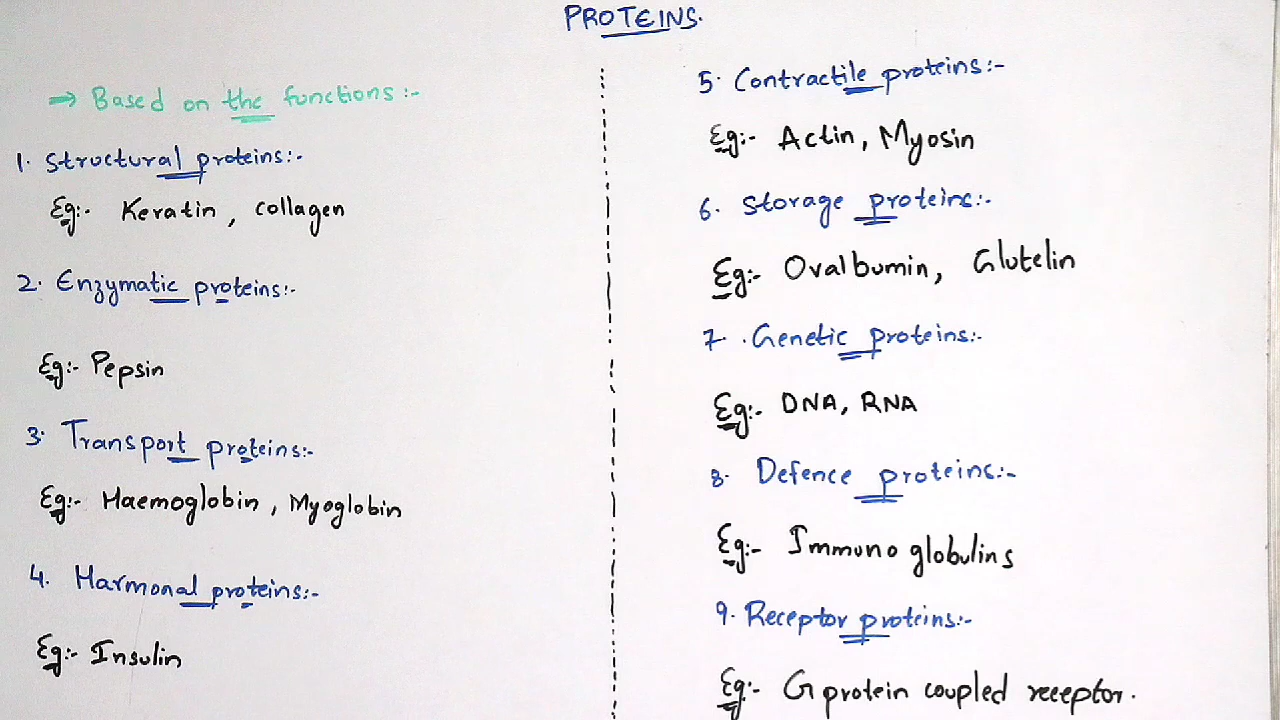 PROTEINS.
⇒ Based on the functions:-
1. Structural proteins:-
Eg:- Keratin, collagen
2. Enzymatic proteins:-
Eg:- Pepsin
3. Transport proteins:-
Eg:- Haemoglobin, Myoglobin
4. Harmonal proteins:-
Eg:- Insulin
5. Contractile proteins:-
Eg:- Actin, Myosin
6. Storage proteins:-
Eg:- Ovalbumin, Glutelin
7. Genetic proteins:-
Eg:- DNA, RNA
8. Defence proteins:-
Eg:- Immuno globulins
9. Receptor proteins:-
Eg:- G protein coupled receptor.